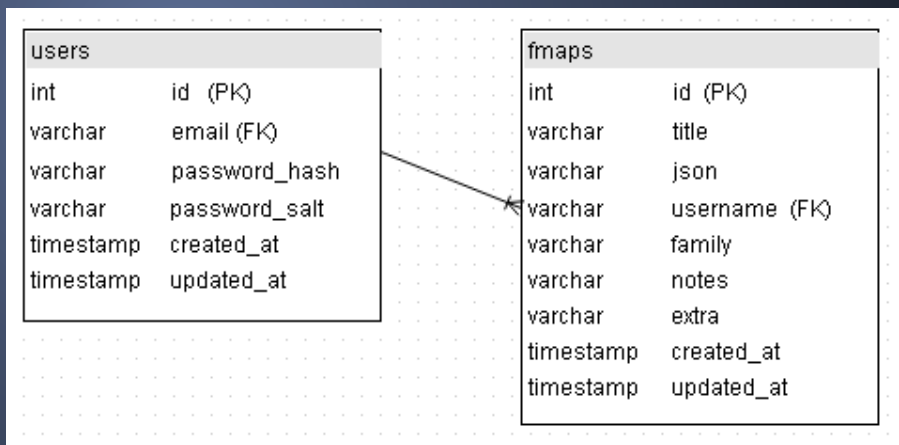 users
int id (PK)
varchar email (FK)
varchar password_hash
varchar password_salt
timestamp created_at
timestamp updated_at
fmaps
int id (PK)
varchar title
varchar json
varchar username (FK)
varchar family
varchar notes
varchar extra
timestamp created_at
timestamp updated_at